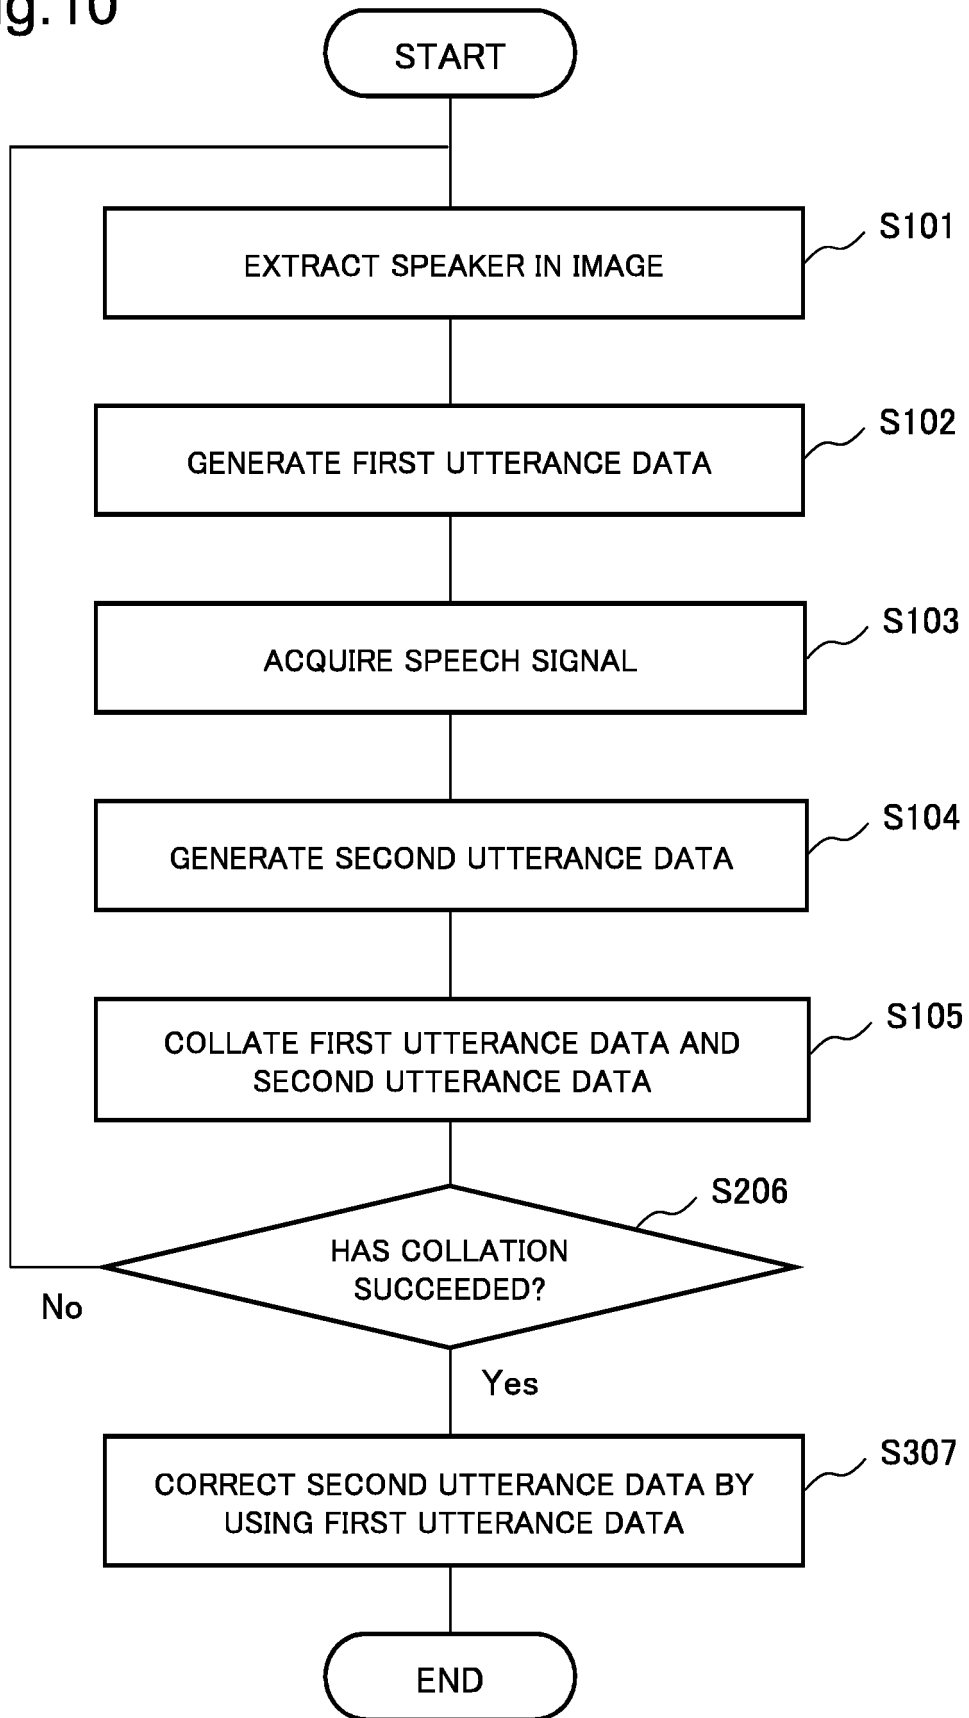 ig.10
START
S101
EXTRACT SPEAKER IN IMAGE
S102
GENERATE FIRST UTTERANCE DATA
S103
ACQUIRE SPEECH SIGNAL
S104
GENERATE SECOND UTTERANCE DATA
S105
COLLATE FIRST UTTERANCE DATA AND
SECOND UTTERANCE DATA
S206
HAS COLLATION
SUCCEEDED?
No
Yes
S307
CORRECT SECOND UTTERANCE DATA BY
USING FIRST UTTERANCE DATA
END